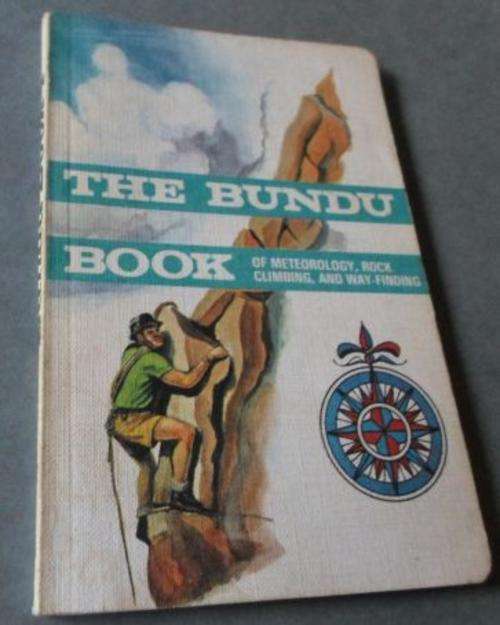 THE BUNDU
BOOK
OF METEOROLOGY, ROCK
CLIMBING, AND WAY-FINDING